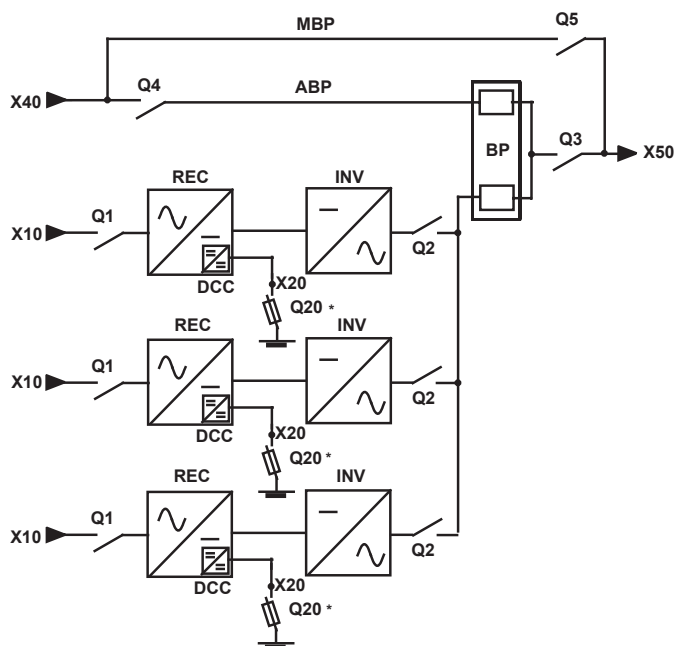 MBP
Q5
X40
Q4
ABP
BP
Q3
X50
REC
INV
X10
Q1
Q2
DCC
X20
Q20 *
REC
INV
X10
Q1
Q2
DCC
X20
Q20 *
REC
INV
X10
Q1
Q2
DCC
X20
Q20 *